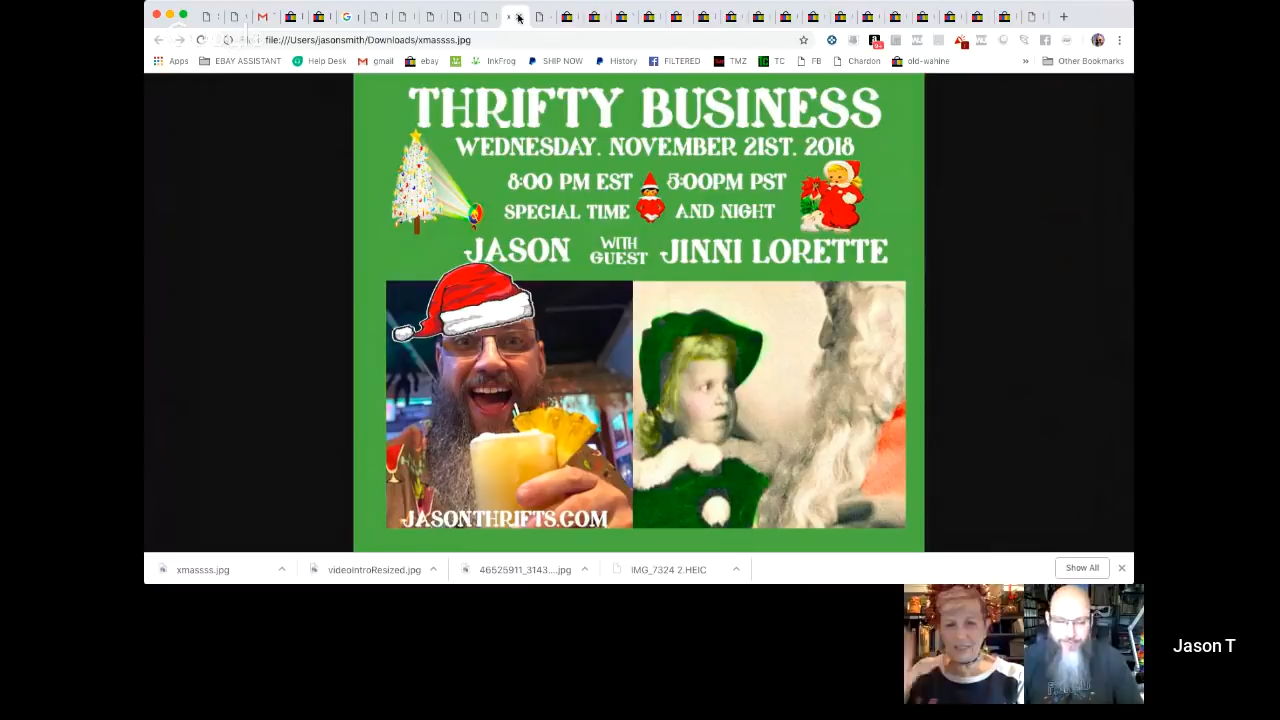 file:///Users/jasonsmith/Downloads/xmassss.jpg
Apps EBAY ASSISTANT Help Desk gmail ebay InkFrog SHIP NOW History FILTERED TMZ TC FB Chardon old-wahine » Other Bookmarks
THRIFTY BUSINESS
WEDNESDAY. NOVEMBER 21ST. 2018
8:00 PM EST 5:00PM PST
SPECIAL TIME AND NIGHT
JASON WITH GUEST JINNI LORETTE
JASONTHRIFTS.COM
xmassss.jpg videoIntroResized.jpg 46525911_3143....jpg IMG_7324 2.HEIC Show All
Jason T